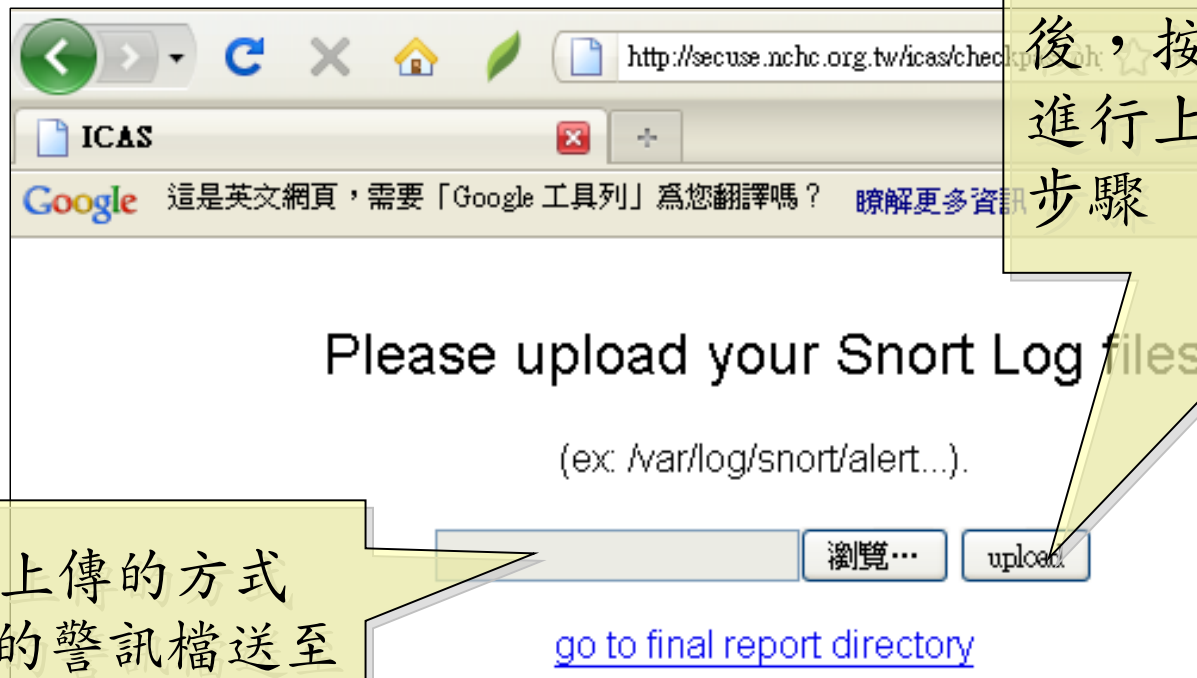 http://secuse.nchc.org.tw/icas/check
ICAS
Google 這是英文網頁,需要「Google 工具列」為您翻譯嗎? 瞭解更多資訊
後,按
進行上
步驟
Please upload your Snort Log files
(ex: /var/log/snort/alert...).
瀏覽… upload
上傳的方式
的警訊檔送至
go to final report directory